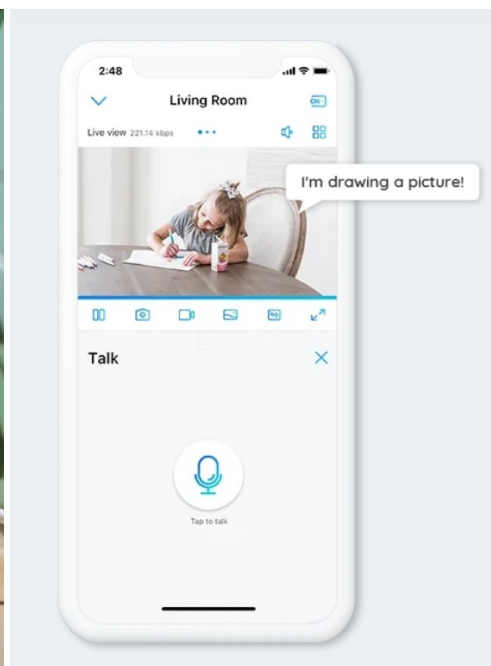 2:48
Living Room
Live view 221.14 kbps
I'm drawing a picture!
Talk
Tap to talk